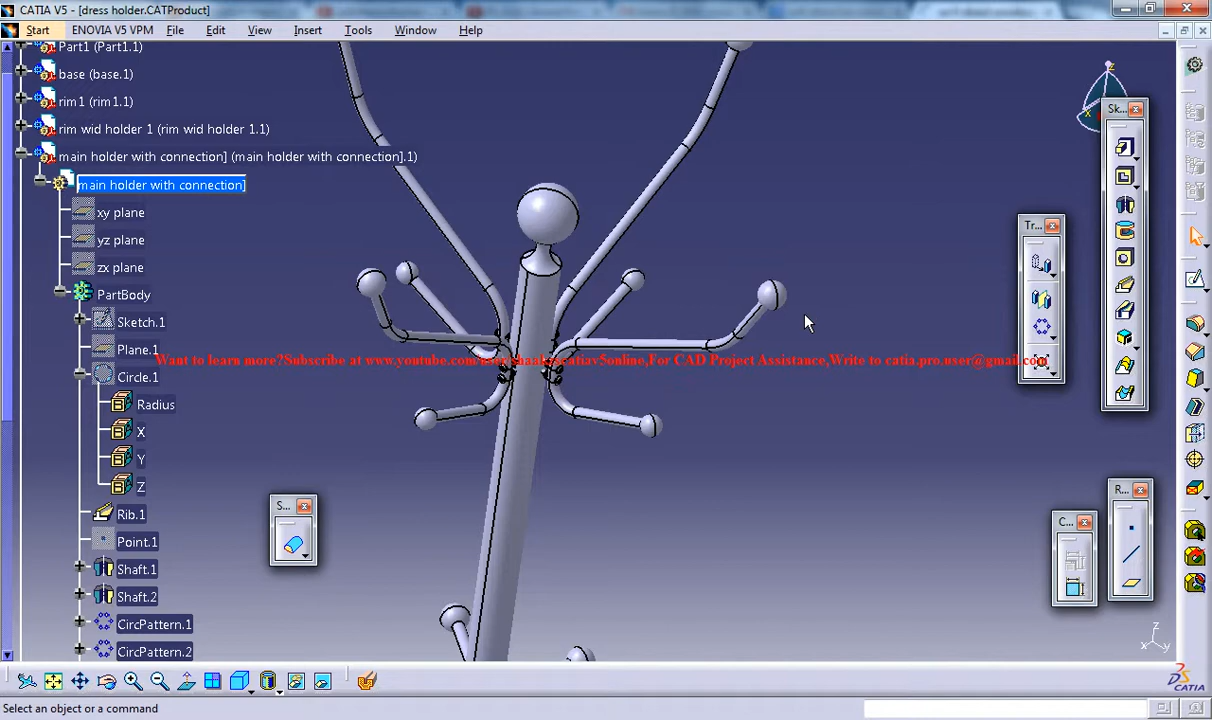 CATIA V5 - [dress holder.CATProduct]
Start ENOVIA V5 VPM File Edit View Insert Tools Window Help
Part1 (Part1.1)
base (base.1)
rim1 (rim1.1)
rim wid holder 1 (rim wid holder 1.1)
main holder with connection] (main holder with connection].1)
main holder with connection]
xy plane
yz plane
zx plane
PartBody
Sketch.1
Plane.1
Want to learn more?Subscribe at www.youtube.com/user/shaukscatiav5online,For CAD Project Assistance,Write to catia.pro.user@gmail.com
Circle.1
Radius
X
Y
Z
Rib.1
Point.1
Shaft.1
Shaft.2
CircPattern.1
CircPattern.2
S...
Sk...
Tr...
C...
R...
z
x
z
x y
CATIA
Select an object or a command